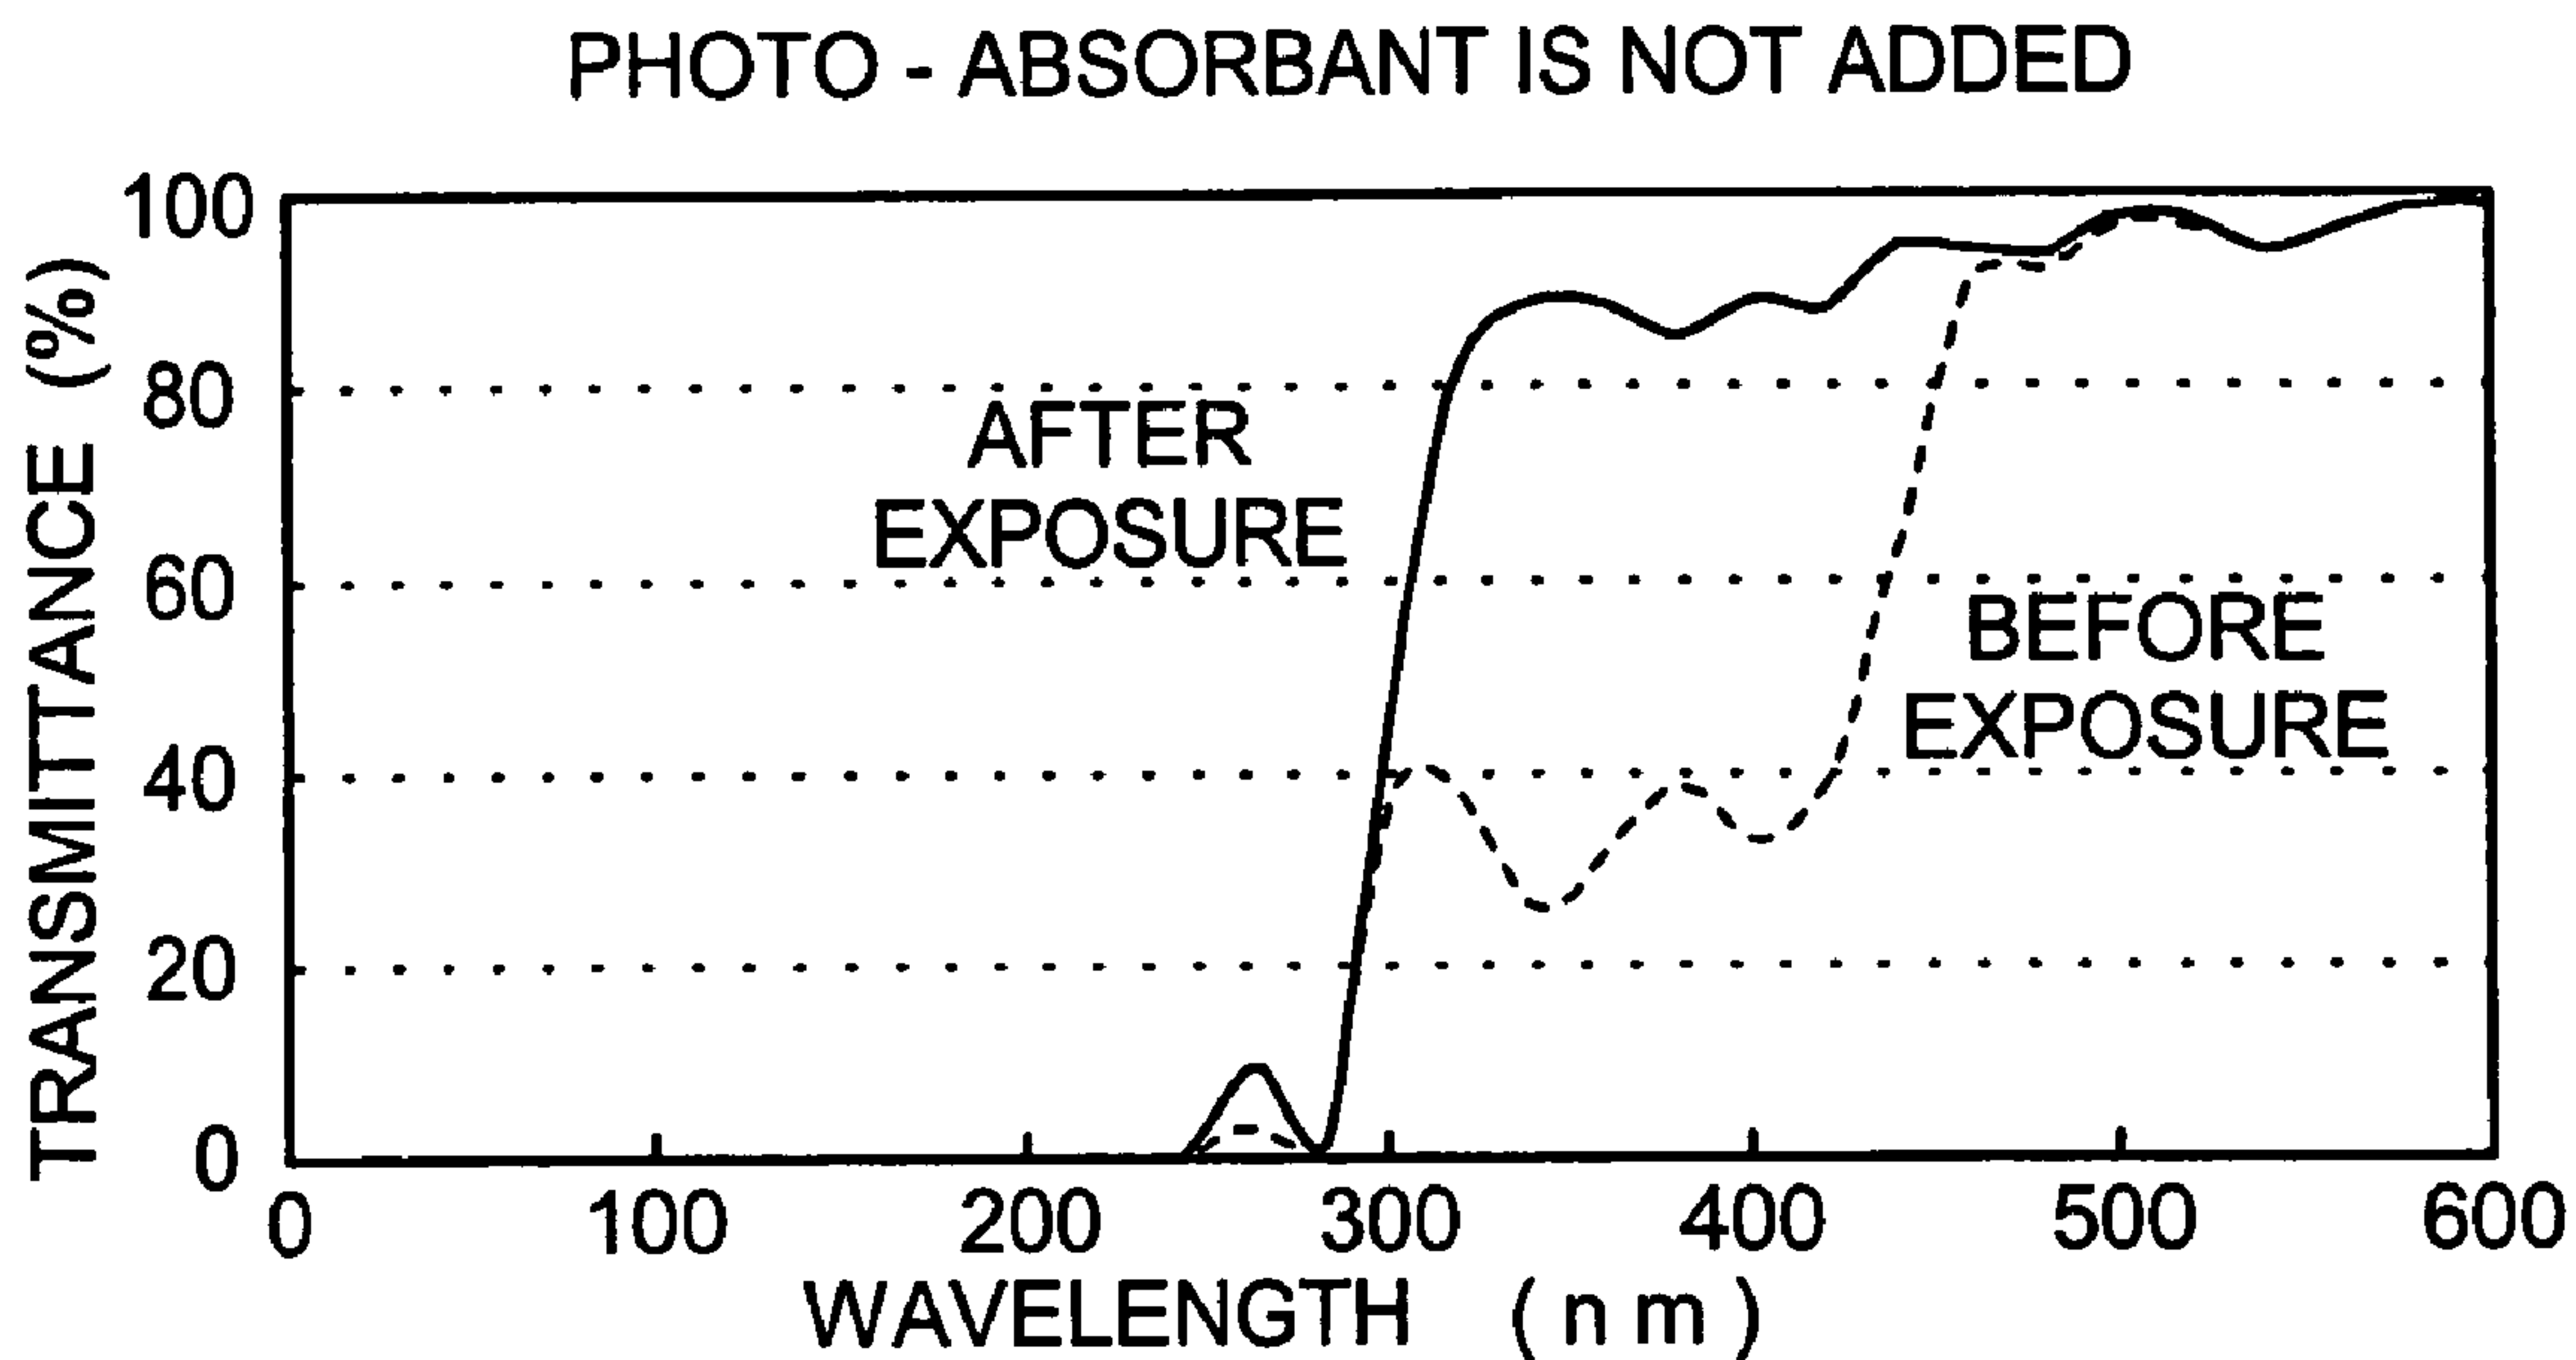 PHOTO - ABSORBANT IS NOT ADDED
TRANSMITTANCE (%)
100
80
60
40
20
0
AFTER
EXPOSURE
BEFORE
EXPOSURE
0 100 200 300 400 500 600
WAVELENGTH (nm)